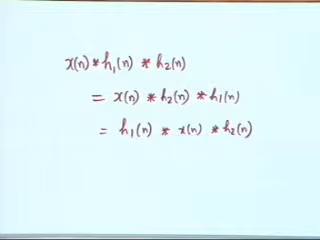 x(n) * h₁(n) * h₂(n)
= x(n) * h₂(n) * h₁(n)
= h₁(n) * x(n) * h₂(n)